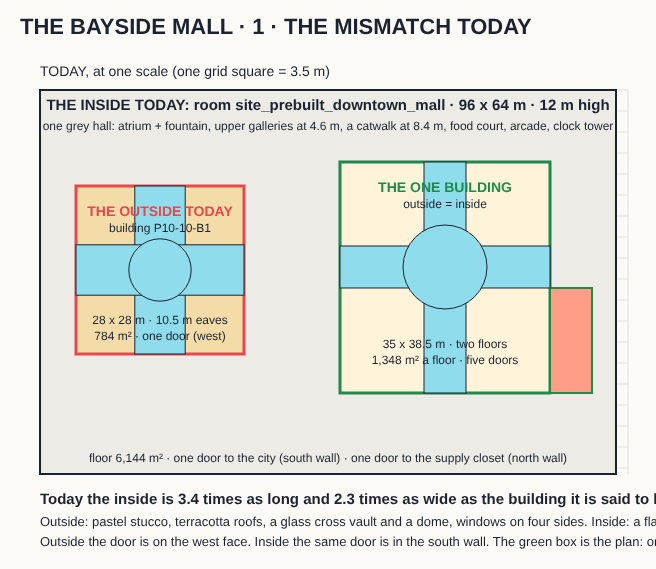 THE BAYSIDE MALL · 1 · THE MISMATCH TODAY
TODAY, at one scale (one grid square = 3.5 m)
THE INSIDE TODAY: room site_prebuilt_downtown_mall · 96 x 64 m · 12 m high
one grey hall: atrium + fountain, upper galleries at 4.6 m, a catwalk at 8.4 m, food court, arcade, clock tower
THE OUTSIDE TODAY
building P10-10-B1
28 x 28 m · 10.5 m eaves
784 m² · one door (west)
THE ONE BUILDING
outside = inside
35 x 38.5 m · two floors
1,348 m² a floor · five doors
floor 6,144 m² · one door to the city (south wall) · one door to the supply closet (north wall)
Today the inside is 3.4 times as long and 2.3 times as wide as the building it is said to
Outside: pastel stucco, terracotta roofs, a glass cross vault and a dome, windows on four sides. Inside: a
Outside the door is on the west face. Inside the same door is in the south wall. The green box is the plan: